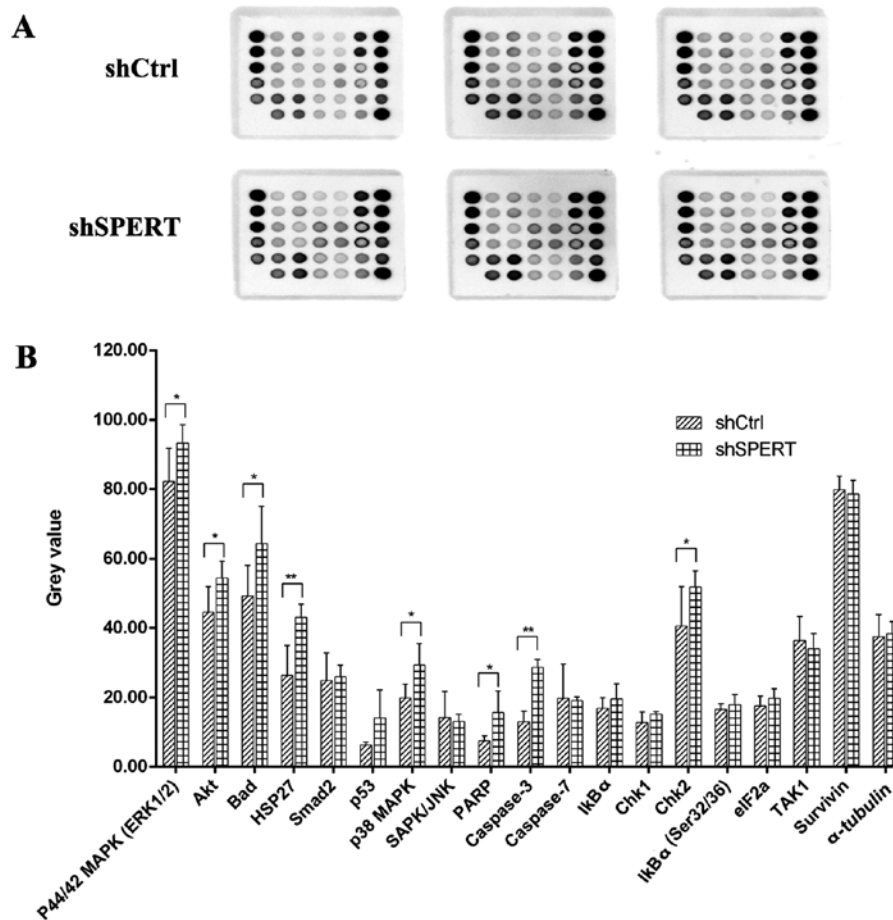 A
shCtrl
shSPERT
B
120.00
100.00
80.00
60.00
40.00
20.00
0.00
Grey value
shCtrl
shSPERT
*
*
*
**
*
*
**
*
P44/42 MAPK (ERK1/2)
Akt
Bad
HSP27
Smad2
p53
p38 MAPK
SAPK/JNK
PARP
Caspase-3
Caspase-7
IkBα
Chk1
Chk2
IkBα (Ser32/36)
eIF2a
TAK1
Survivin
α-tubulin